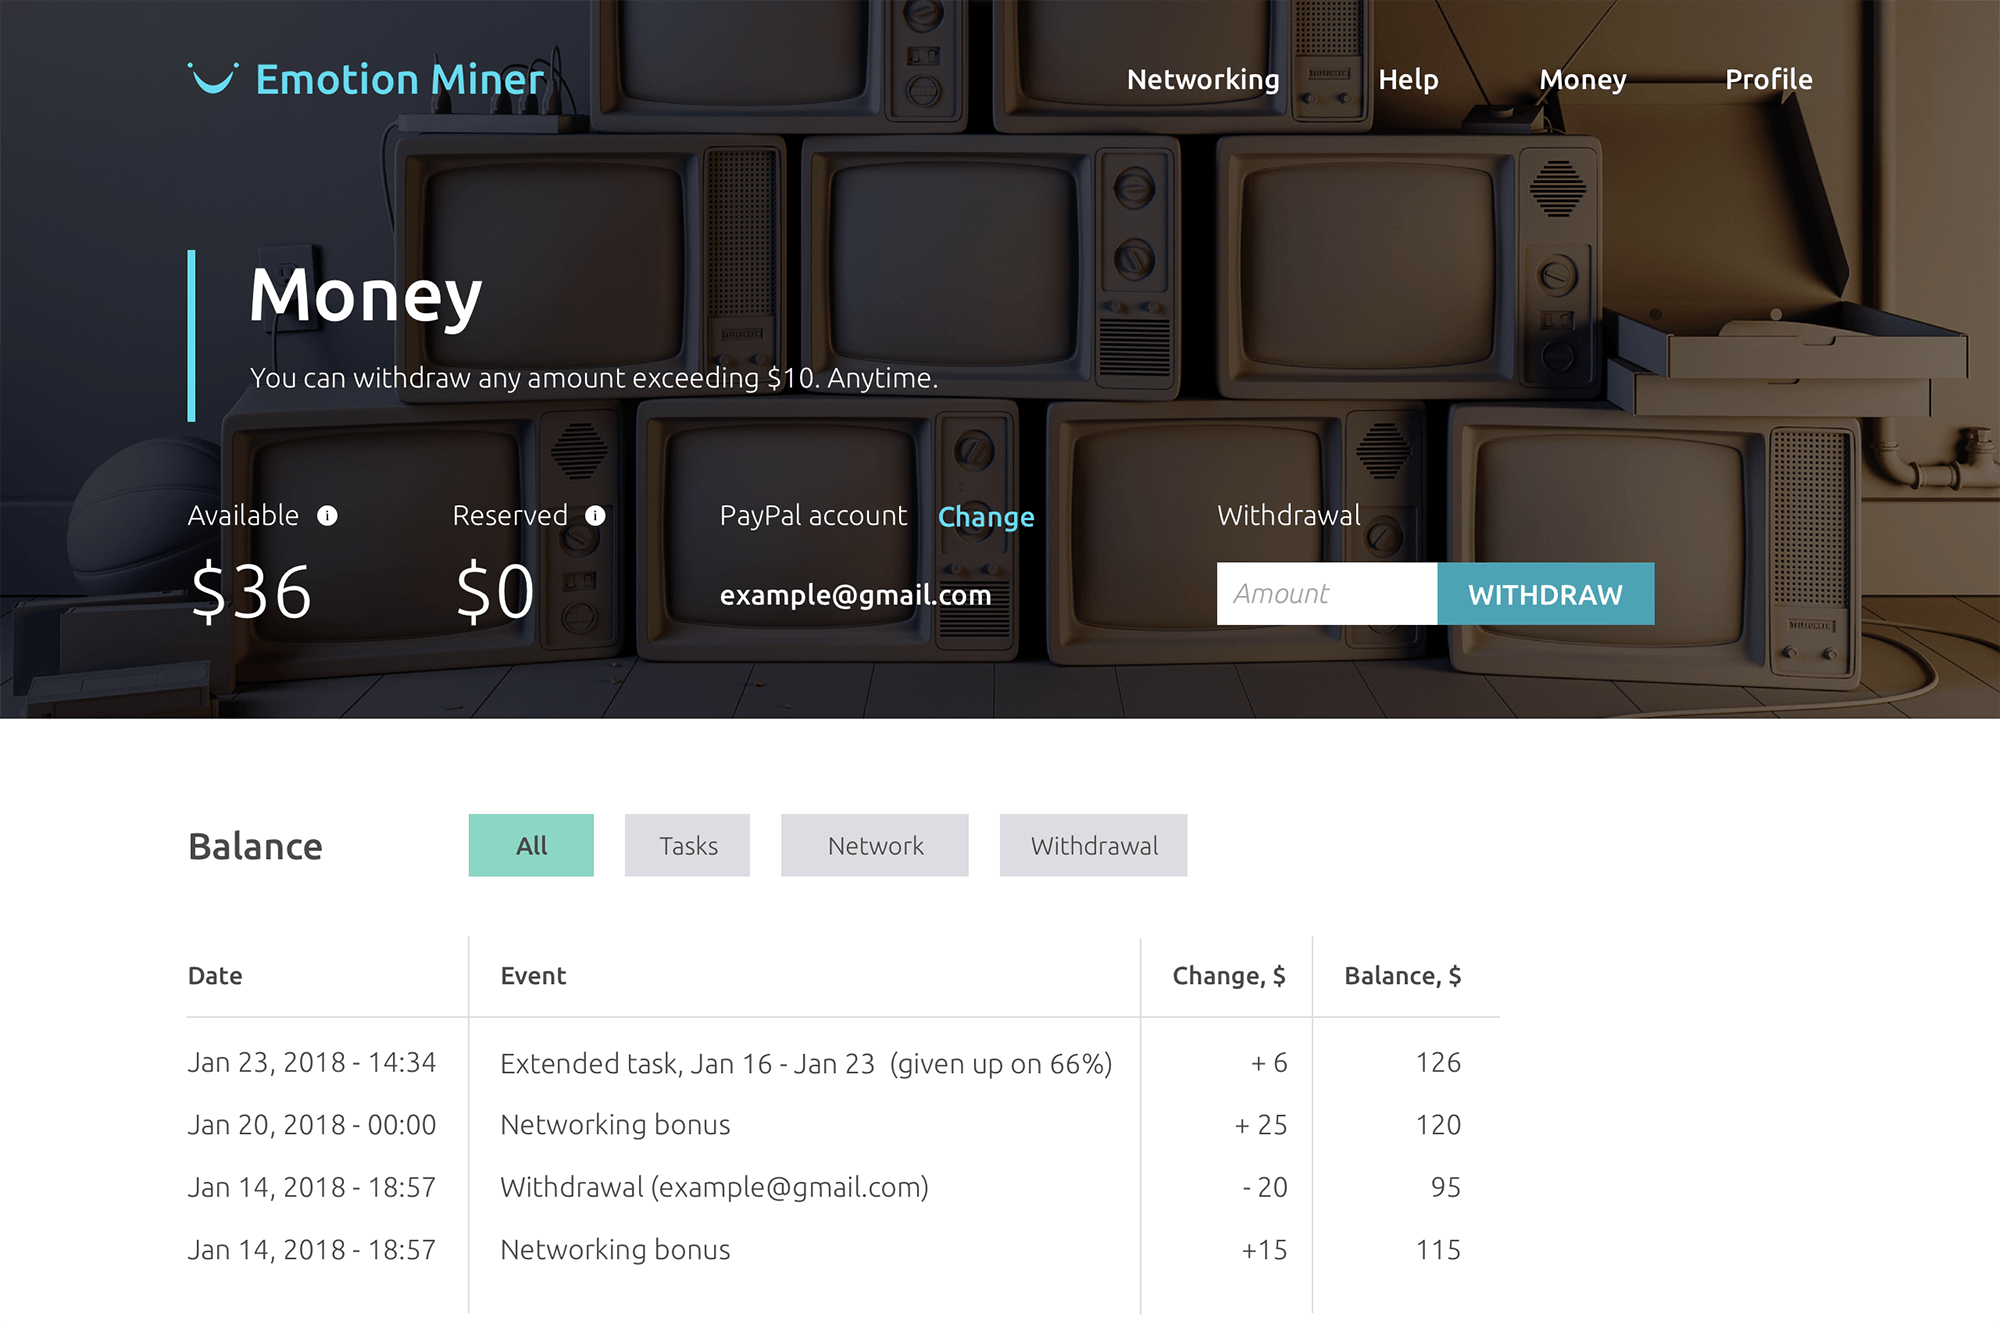 Emotion Miner
Networking Help Money Profile
TELEFUNKEN
Money
TELEFUNKEN
You can withdraw any amount exceeding $10. Anytime.
Available i Reserved i PayPal account Change Withdrawal
$36 $0 example@gmail.com Amount WITHDRAW
TELEFUNKEN
Balance All Tasks Network Withdrawal
Date Event Change, $ Balance, $
Jan 23, 2018 - 14:34 Extended task, Jan 16 - Jan 23 (given up on 66%) + 6 126
Jan 20, 2018 - 00:00 Networking bonus + 25 120
Jan 14, 2018 - 18:57 Withdrawal (example@gmail.com) - 20 95
Jan 14, 2018 - 18:57 Networking bonus +15 115